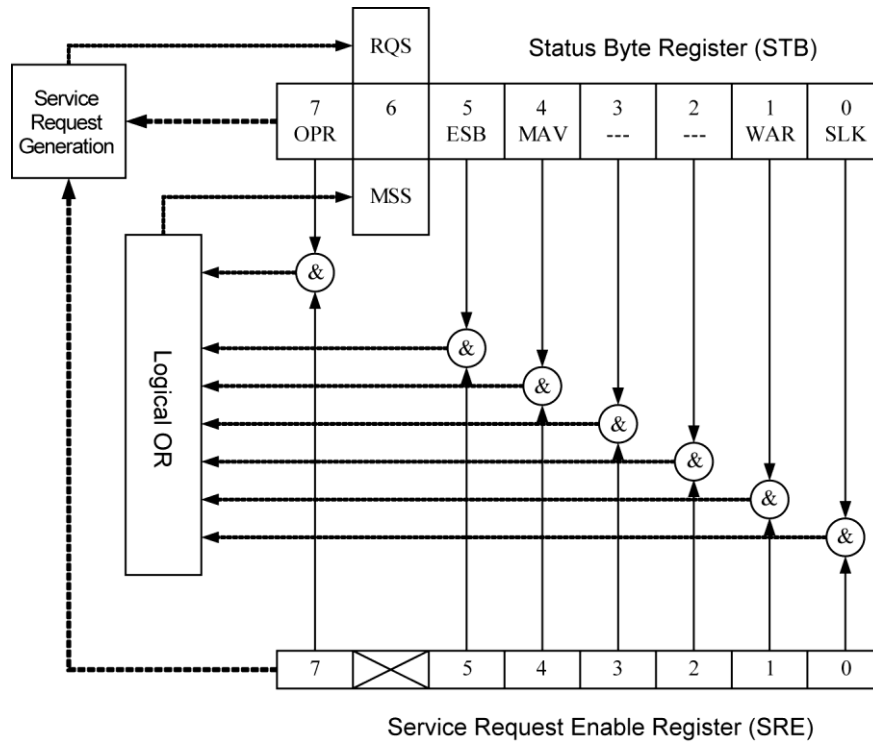 RQS
Status Byte Register (STB)
Service
Request
Generation
7 6 5 4 3 2 1 0
OPR ESB MAV --- --- WAR SLK
MSS
&
&
&
&
&
&
&
Logical OR
7 5 4 3 2 1 0
Service Request Enable Register (SRE)